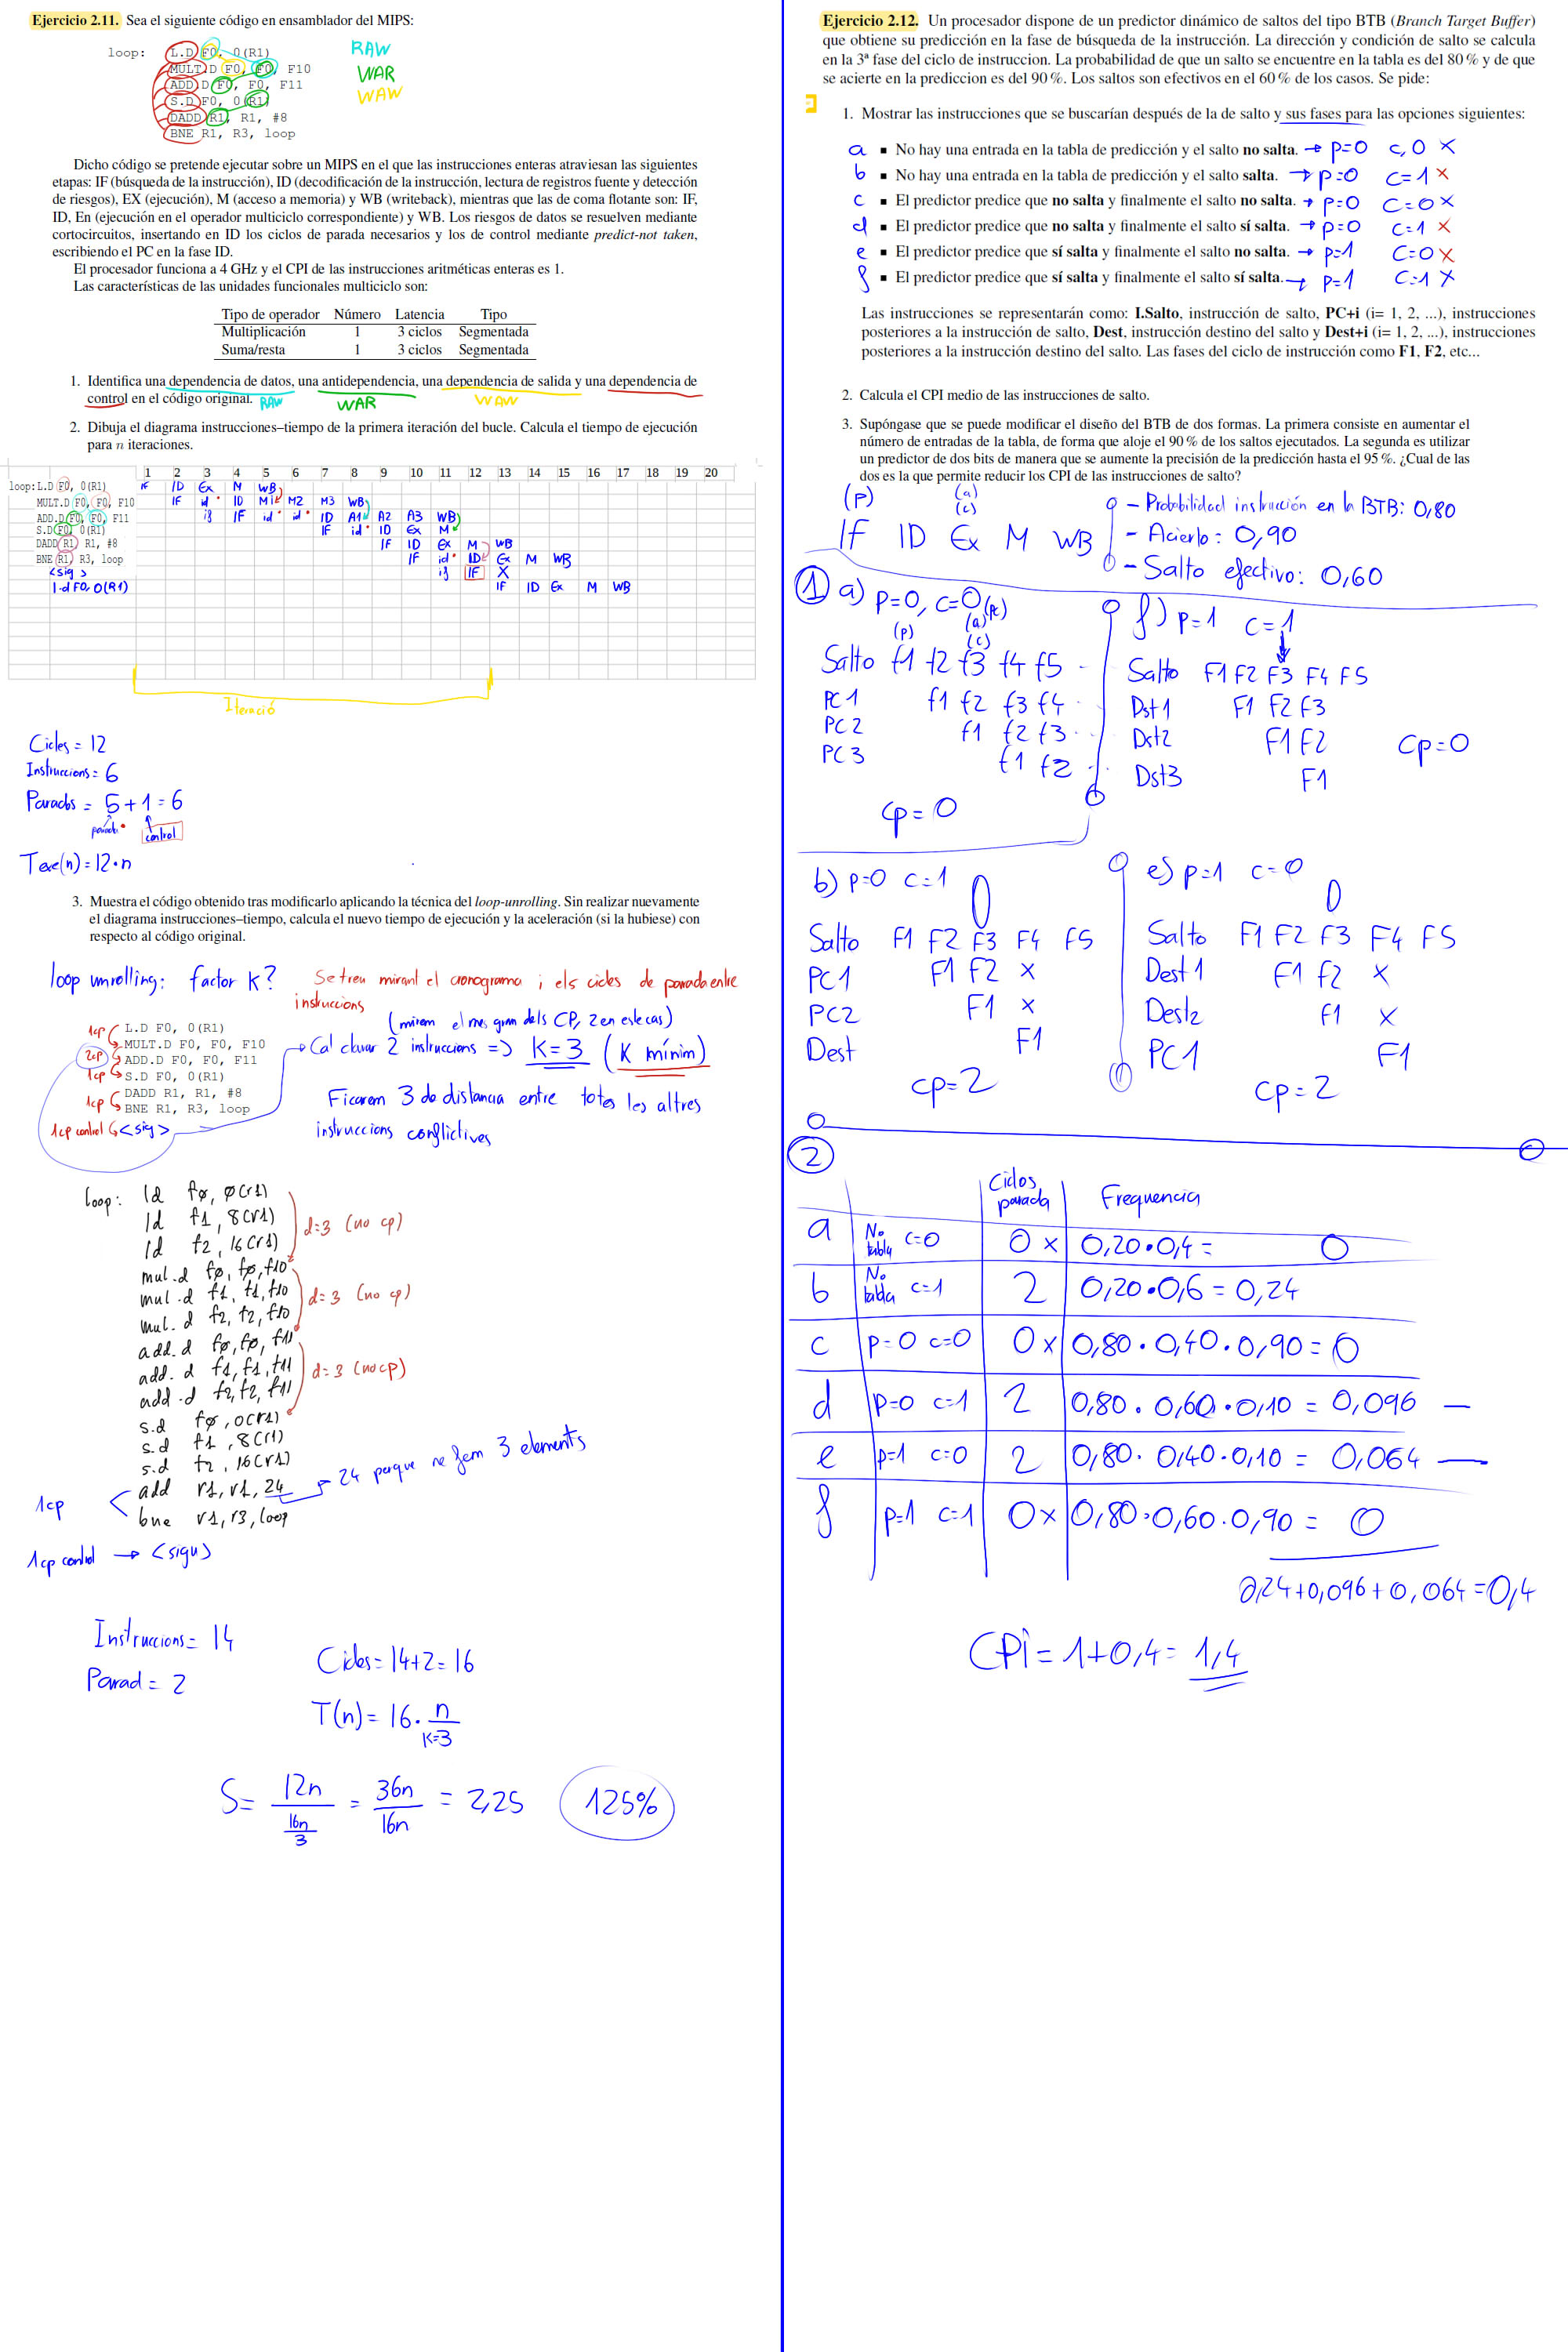 Ejercicio 2.11. Sea el siguiente código en ensamblador del MIPS:
loop: L.D F0, 0(R1)
MULT.D F0, F0, F10
ADD.D F0, F0, F11
S.D F0, 0(R1)
DADD R1, R1, #8
BNE R1, R3, loop
RAW
WAR
WAW
Dicho código se pretende ejecutar sobre un MIPS en el que las instrucciones enteras atraviesan las siguientes
etapas: IF (búsqueda de la instrucción), ID (decodificación de la instrucción, lectura de registros fuente y detección
de riesgos), EX (ejecución), M (acceso a memoria) y WB (writeback), mientras que las de coma flotante son: IF,
ID, En (ejecución en el operador multiciclo correspondiente) y WB. Los riesgos de datos se resuelven mediante
cortocircuitos, insertando en ID los ciclos de parada necesarios y los de control mediante predict-not taken,
escribiendo el PC en la fase ID.
El procesador funciona a 4 GHz y el CPI de las instrucciones aritméticas enteras es 1.
Las características de las unidades funcionales multiciclo son:
Tipo de operador Número Latencia Tipo
Multiplicación 1 3 ciclos Segmentada
Suma/resta 1 3 ciclos Segmentada
1. Identifica una dependencia de datos, una antidependencia, una dependencia de salida y una dependencia de
control en el código original. RAW WAR WAW
2. Dibuja el diagrama instrucciones–tiempo de la primera iteración del bucle. Calcula el tiempo de ejecución
para n iteraciones.
1 2 3 4 5 6 7 8 9 10 11 12 13 14 15 16 17 18 19 20
loop:L.D F0, 0(R1) IF ID Ex M WB
MULT.D F0, F0, F10 IF id ID M1 M2 M3 WB
ADD.D F0, F0, F11 if IF id id ID A1 A2 A3 WB
S.D F0, 0(R1) IF id ID Ex M
DADD R1, R1, #8 IF ID Ex M WB
BNE R1, R3, loop IF id ID Ex M WB
<sig> if IF X
l.d F0, 0(R1) IF ID Ex M WB
Iteració
Cicles = 12
Instruccions = 6
Parades = 5+1=6
parada control
Texe(n)=12·n
3. Muestra el código obtenido tras modificarlo aplicando la técnica del loop-unrolling. Sin realizar nuevamente
el diagrama instrucciones–tiempo, calcula el nuevo tiempo de ejecución y la aceleración (si la hubiese) con
respecto al código original.
loop unrolling: factor K?
Se treu mirant el cronograma i els cicles de parada entre
instruccions
(mirem el mes gran dels CP, 2 en este cas)
1cp L.D F0, 0(R1)
MULT.D F0, F0, F10
2cp ADD.D F0, F0, F11
1cp S.D F0, 0(R1)
1cp DADD R1, R1, #8
BNE R1, R3, loop
1cp control <sig>
Cal clavar 2 instruccions => K=3 (K mínim)
Ficarem 3 de distancia entre totes les altres
instruccions conflictives
loop: ld f0, 0(r1)
ld f1, 8(r1)
ld f2, 16(r1)
d=3 (no cp)
mul.d f0, f0, f10
mul.d f1, f1, f10
mul.d f2, f2, f10
d=3 (no cp)
add.d f0, f0, f11
add.d f1, f1, f11
add.d f2, f2, f11
d=3 (no cp)
s.d f0, 0(r1)
s.d f1, 8(r1)
s.d f2, 16(r1)
add r1, r1, 24
24 perque ne fem 3 elements
1cp
bne r1, r3, loop
1cp control → <sigu>
Instruccions= 14
Parad = 2
Cicles=14+2=16
T(n)=16·n/K=3
S= 12n/(16n/3) = 36n/16n = 2,25 125%
Ejercicio 2.12. Un procesador dispone de un predictor dinámico de saltos del tipo BTB (Branch Target Buffer)
que obtiene su predicción en la fase de búsqueda de la instrucción. La dirección y condición de salto se calcula
en la 3ª fase del ciclo de instruccion. La probabilidad de que un salto se encuentre en la tabla es del 80 % y de que
se acierte en la prediccion es del 90 %. Los saltos son efectivos en el 60 % de los casos. Se pide:
1. Mostrar las instrucciones que se buscarían después de la de salto y sus fases para las opciones siguientes:
a ▪ No hay una entrada en la tabla de predicción y el salto no salta. → p=0 c,0 X
b ▪ No hay una entrada en la tabla de predicción y el salto salta. → p=0 c=1 X
c ▪ El predictor predice que no salta y finalmente el salto no salta. → p=0 c=0 X
d ▪ El predictor predice que no salta y finalmente el salto sí salta. → p=0 c=1 X
e ▪ El predictor predice que sí salta y finalmente el salto no salta. → p=1 c=0 X
f ▪ El predictor predice que sí salta y finalmente el salto sí salta. → p=1 c=1 X
Las instrucciones se representarán como: I.Salto, instrucción de salto, PC+i (i= 1, 2, ...), instrucciones
posteriores a la instrucción de salto, Dest, instrucción destino del salto y Dest+i (i= 1, 2, ...), instrucciones
posteriores a la instrucción destino del salto. Las fases del ciclo de instrucción como F1, F2, etc...
2. Calcula el CPI medio de las instrucciones de salto.
3. Supóngase que se puede modificar el diseño del BTB de dos formas. La primera consiste en aumentar el
número de entradas de la tabla, de forma que aloje el 90 % de los saltos ejecutados. La segunda es utilizar
un predictor de dos bits de manera que se aumente la precisión de la predicción hasta el 95 %. ¿Cual de las
dos es la que permite reducir los CPI de las instrucciones de salto?
(p) (a)
(c)
IF ID Ex M WB
- Probabilidad instrucción en la BTB: 0,80
- Acierto: 0,90
- Salto efectivo: 0,60
1 a) p=0, c=0 (pc)
(p) (a)
(c)
Salto f1 f2 f3 f4 f5
PC1 f1 f2 f3 f4
PC2 f1 f2 f3
PC3 f1 f2
cp=0
f) p=1 c=1
Salto F1 F2 F3 F4 F5
Dst1 F1 F2 F3
Dst2 F1 F2
Dst3 F1
Cp=0
b) p=0 c=1
Salto F1 F2 F3 F4 F5
PC1 F1 F2 X
PC2 F1 X
Dest F1
cp=2
e) p=1 c=0
Salto F1 F2 F3 F4 F5
Dest1 F1 f2 X
Dest2 f1 X
PC1 F1
cp=2
2
Ciclos parada Frequencia
a No tabla c=0 0 x 0,20·0,4= 0
b No tabla c=1 2 0,20·0,6=0,24
c p=0 c=0 0 x 0,80·0,40·0,90=0
d p=0 c=1 2 0,80·0,60·0,10=0,096
e p=1 c=0 2 0,80·0,40·0,10=0,064
f p=1 c=1 0 x 0,80·0,60·0,90= 0
0,24+0,096+0,064=0,4
CPI=1+0,4=1,4